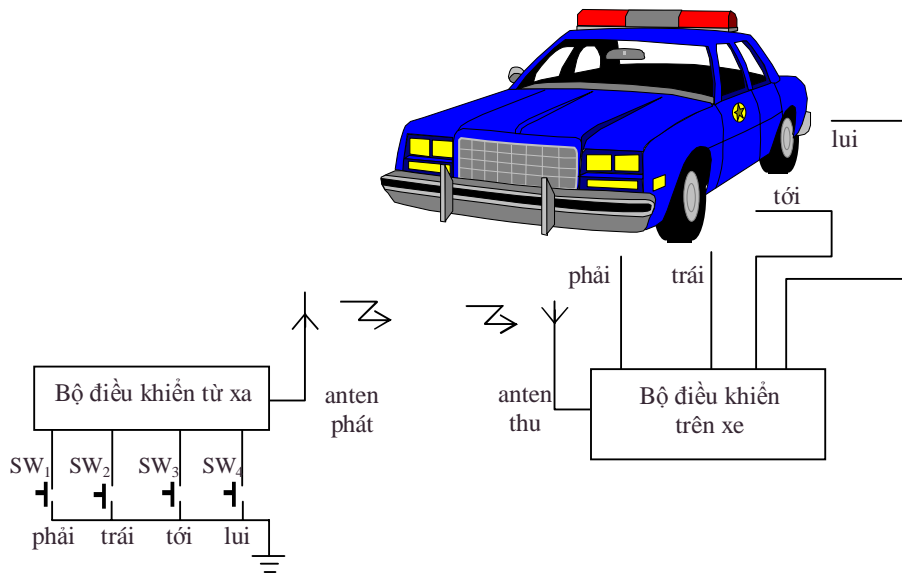 lui
tới
phải
trái
Bộ điều khiển từ xa
anten
phát
anten
thu
Bộ điều khiển
trên xe
SW1
SW2
SW3
SW4
phải
trái
tới
lui